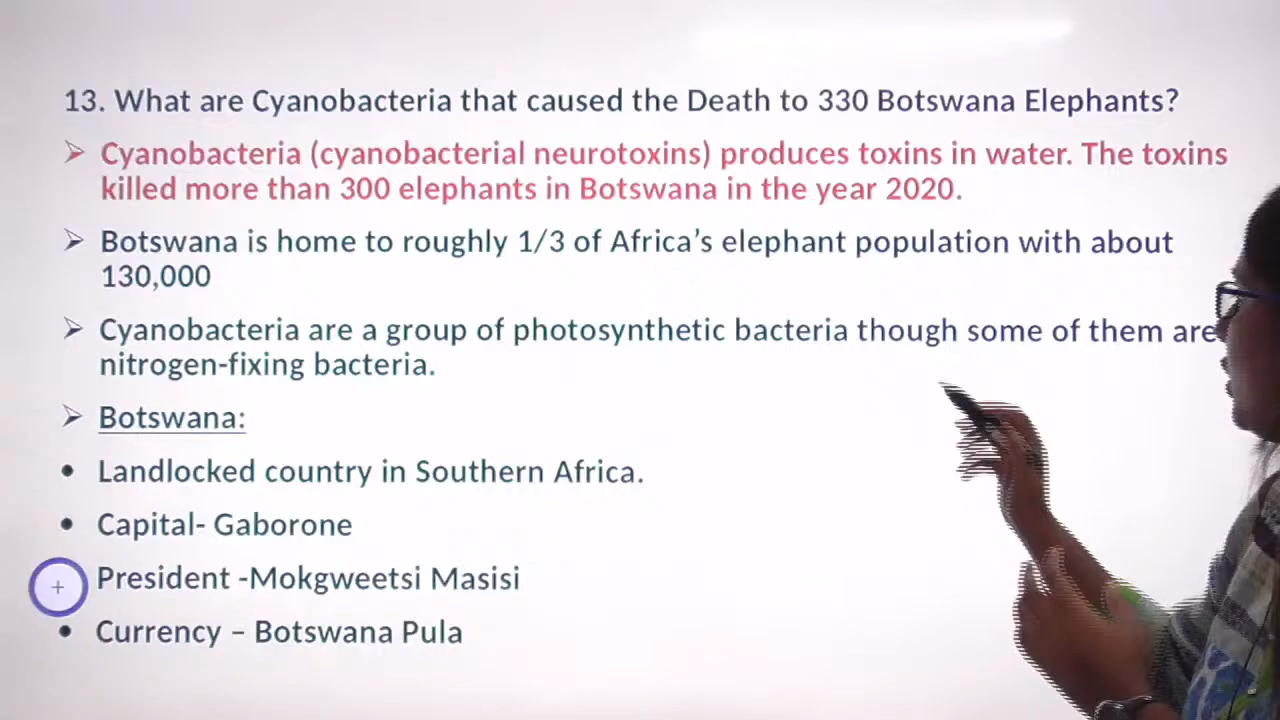 13. What are Cyanobacteria that caused the Death to 330 Botswana Elephants?
➢ Cyanobacteria (cyanobacterial neurotoxins) produces toxins in water. The toxins
killed more than 300 elephants in Botswana in the year 2020.
➢ Botswana is home to roughly 1/3 of Africa’s elephant population with about
130,000
➢ Cyanobacteria are a group of photosynthetic bacteria though some of them are
nitrogen-fixing bacteria.
➢ Botswana:
• Landlocked country in Southern Africa.
• Capital- Gaborone
President -Mokgweetsi Masisi
• Currency – Botswana Pula